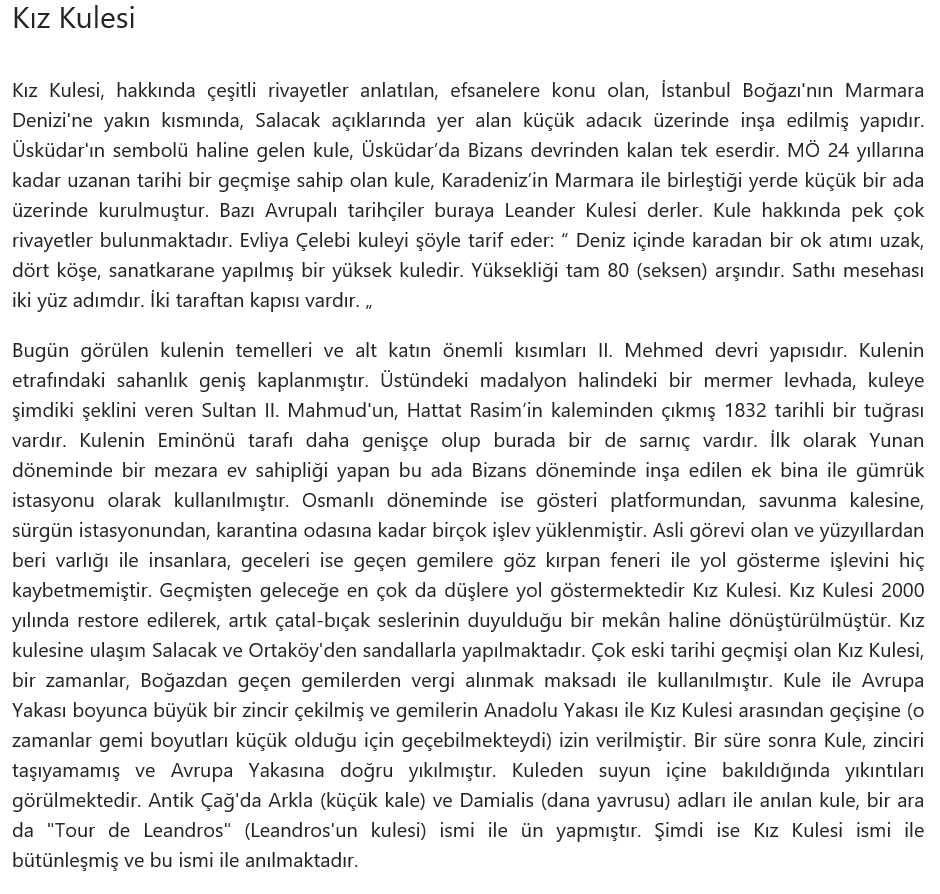 Kız Kulesi
Kız Kulesi, hakkında çeşitli rivayetler anlatılan, efsanelere konu olan, İstanbul Boğazı'nın Marmara
Denizi'ne yakın kısmında, Salacak açıklarında yer alan küçük adacık üzerinde inşa edilmiş yapıdır.
Üsküdar'ın sembolü haline gelen kule, Üsküdar’da Bizans devrinden kalan tek eserdir. MÖ 24 yıllarına
kadar uzanan tarihi bir geçmişe sahip olan kule, Karadeniz’in Marmara ile birleştiği yerde küçük bir ada
üzerinde kurulmuştur. Bazı Avrupalı tarihçiler buraya Leander Kulesi derler. Kule hakkında pek çok
rivayetler bulunmaktadır. Evliya Çelebi kuleyi şöyle tarif eder: “ Deniz içinde karadan bir ok atımı uzak,
dört köşe, sanatkarane yapılmış bir yüksek kuledir. Yüksekliği tam 80 (seksen) arşındır. Sathı mesehası
iki yüz adımdır. İki taraftan kapısı vardır. „
Bugün görülen kulenin temelleri ve alt katın önemli kısımları II. Mehmed devri yapısıdır. Kulenin
etrafındaki sahanlık geniş kaplanmıştır. Üstündeki madalyon halindeki bir mermer levhada, kuleye
şimdiki şeklini veren Sultan II. Mahmud'un, Hattat Rasim’in kaleminden çıkmış 1832 tarihli bir tuğrası
vardır. Kulenin Eminönü tarafı daha genişçe olup burada bir de sarnıç vardır. İlk olarak Yunan
döneminde bir mezara ev sahipliği yapan bu ada Bizans döneminde inşa edilen ek bina ile gümrük
istasyonu olarak kullanılmıştır. Osmanlı döneminde ise gösteri platformundan, savunma kalesine,
sürgün istasyonundan, karantina odasına kadar birçok işlev yüklenmiştir. Asli görevi olan ve yüzyıllardan
beri varlığı ile insanlara, geceleri ise geçen gemilere göz kırpan feneri ile yol gösterme işlevini hiç
kaybetmemiştir. Geçmişten geleceğe en çok da düşlere yol göstermektedir Kız Kulesi. Kız Kulesi 2000
yılında restore edilerek, artık çatal-bıçak seslerinin duyulduğu bir mekân haline dönüştürülmüştür. Kız
kulesine ulaşım Salacak ve Ortaköy'den sandallarla yapılmaktadır. Çok eski tarihi geçmişi olan Kız Kulesi,
bir zamanlar, Boğazdan geçen gemilerden vergi alınmak maksadı ile kullanılmıştır. Kule ile Avrupa
Yakası boyunca büyük bir zincir çekilmiş ve gemilerin Anadolu Yakası ile Kız Kulesi arasından geçişine (o
zamanlar gemi boyutları küçük olduğu için geçebilmekteydi) izin verilmiştir. Bir süre sonra Kule, zinciri
taşıyamamış ve Avrupa Yakasına doğru yıkılmıştır. Kuleden suyun içine bakıldığında yıkıntıları
görülmektedir. Antik Çağ'da Arkla (küçük kale) ve Damialis (dana yavrusu) adları ile anılan kule, bir ara
da "Tour de Leandros" (Leandros'un kulesi) ismi ile ün yapmıştır. Şimdi ise Kız Kulesi ismi ile
bütünleşmiş ve bu ismi ile anılmaktadır.